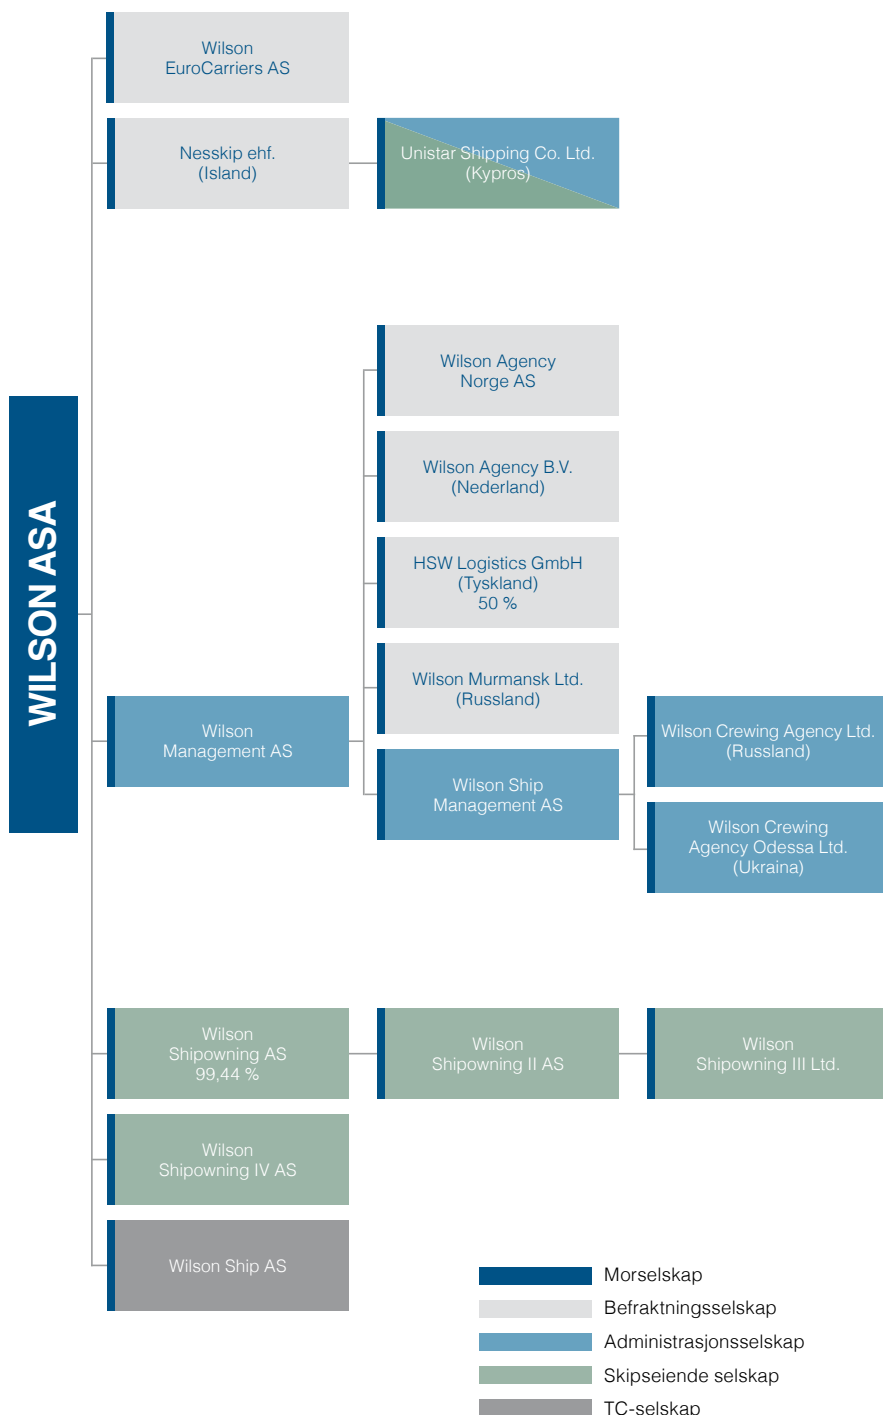 WILSON ASA
Wilson
EuroCarriers AS
Nesskip ehf.
(Island)
Unistar Shipping Co. Ltd.
(Kypros)
Wilson Agency
Norge AS
Wilson Agency B.V.
(Nederland)
HSW Logistics GmbH
(Tyskland)
50 %
Wilson Murmansk Ltd.
(Russland)
Wilson
Management AS
Wilson Ship
Management AS
Wilson Crewing Agency Ltd.
(Russland)
Wilson Crewing
Agency Odessa Ltd.
(Ukraina)
Wilson
Shipowning AS
99,44 %
Wilson
Shipowning II AS
Wilson
Shipowning III Ltd.
Wilson
Shipowning IV AS
Wilson Ship AS
Morselskap
Befraktningsselskap
Administrasjonsselskap
Skipseiende selskap
TC-selskap